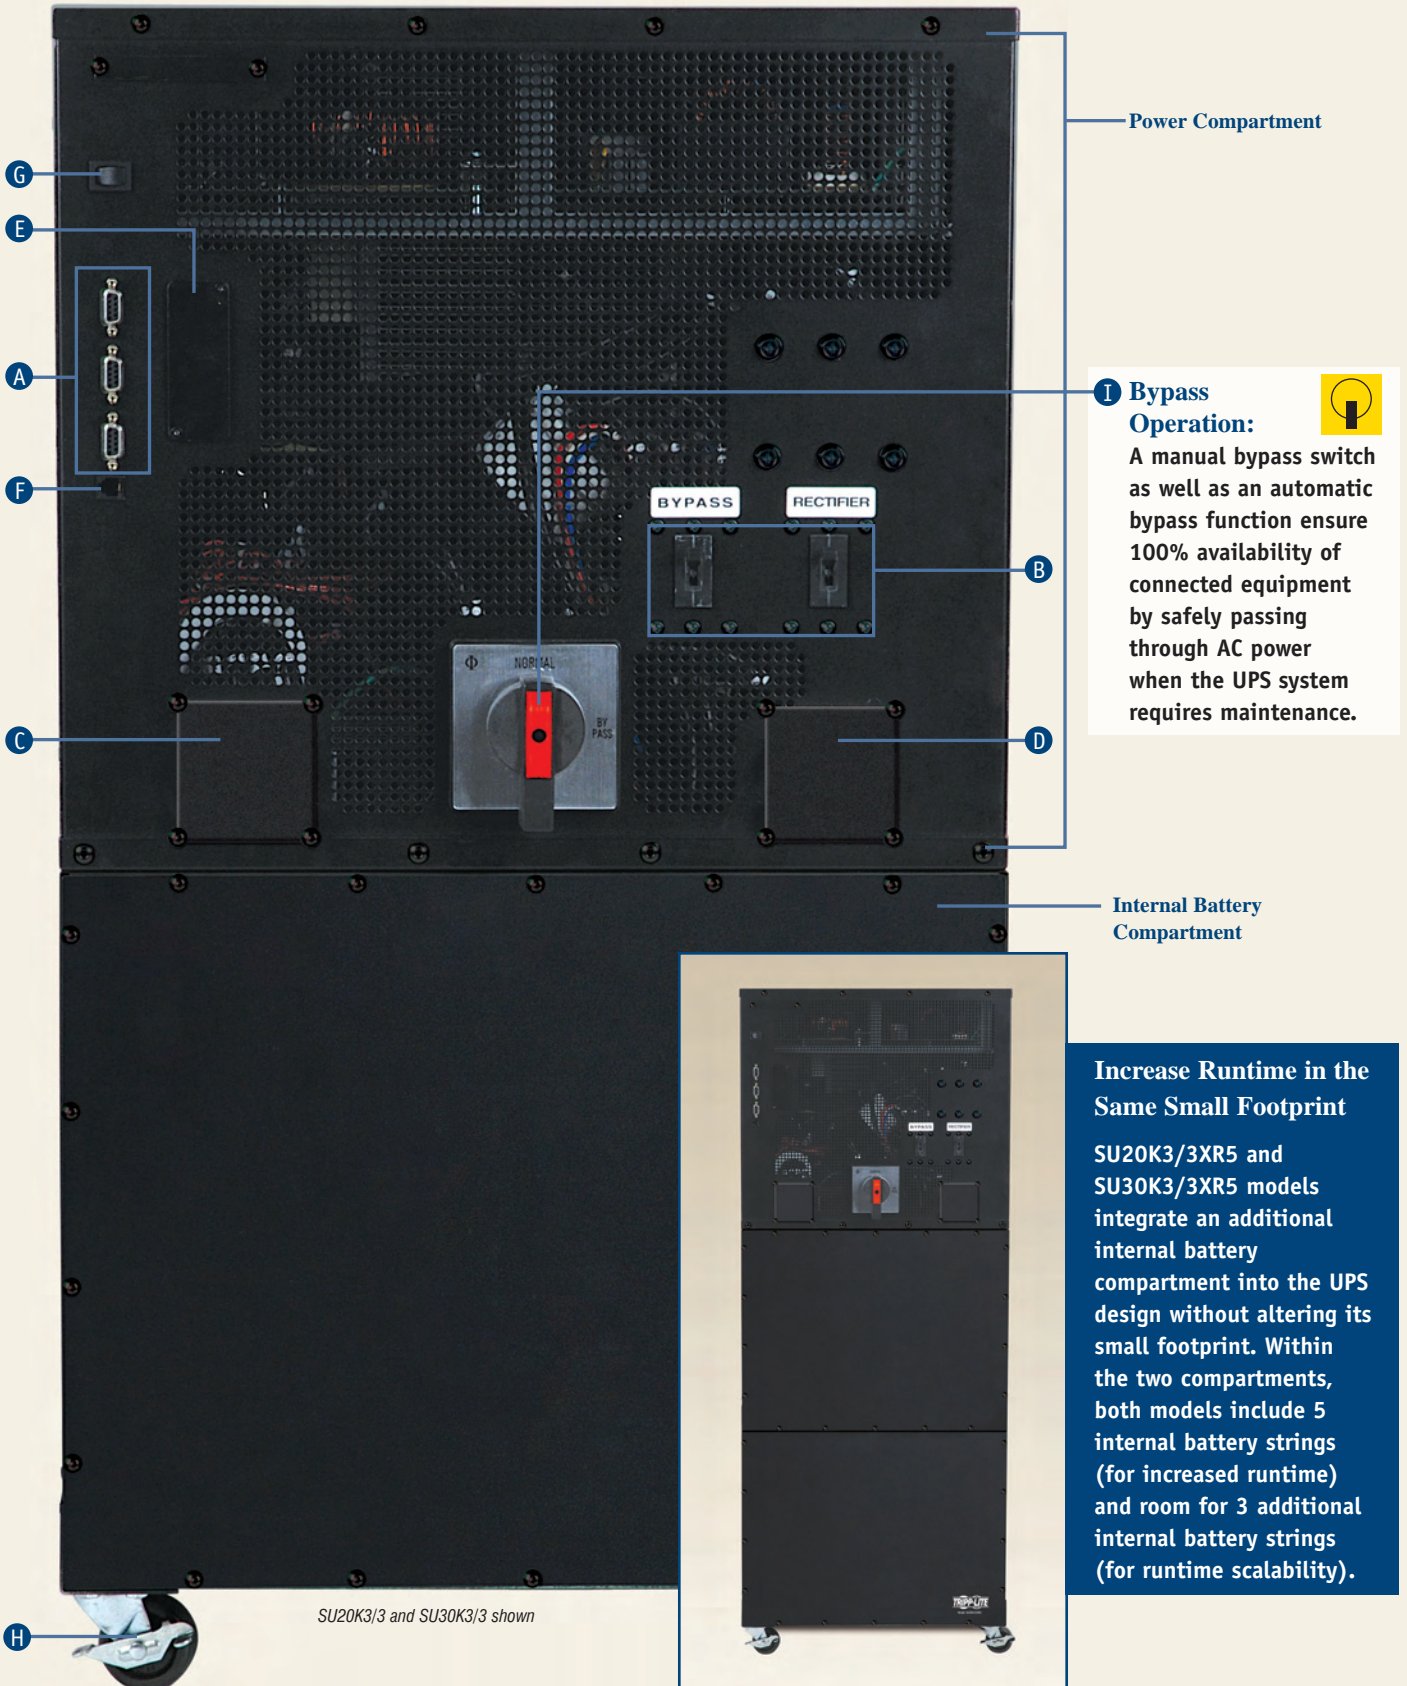 Power Compartment
G
E
A
F
I
Bypass
Operation:
A manual bypass switch
as well as an automatic
bypass function ensure
100% availability of
connected equipment
by safely passing
through AC power
when the UPS system
requires maintenance.
BYPASS
RECTIFIER
B
NORMAL
BY
PASS
C
D
Internal Battery
Compartment
BYPASS
RECTIFIER
Increase Runtime in the
Same Small Footprint
SU20K3/3XR5 and
SU30K3/3XR5 models
integrate an additional
internal battery
compartment into the UPS
design without altering its
small footprint. Within
the two compartments,
both models include 5
internal battery strings
(for increased runtime)
and room for 3 additional
internal battery strings
(for runtime scalability).
TRIPP-LITE
SU20K3/3 and SU30K3/3 shown
H